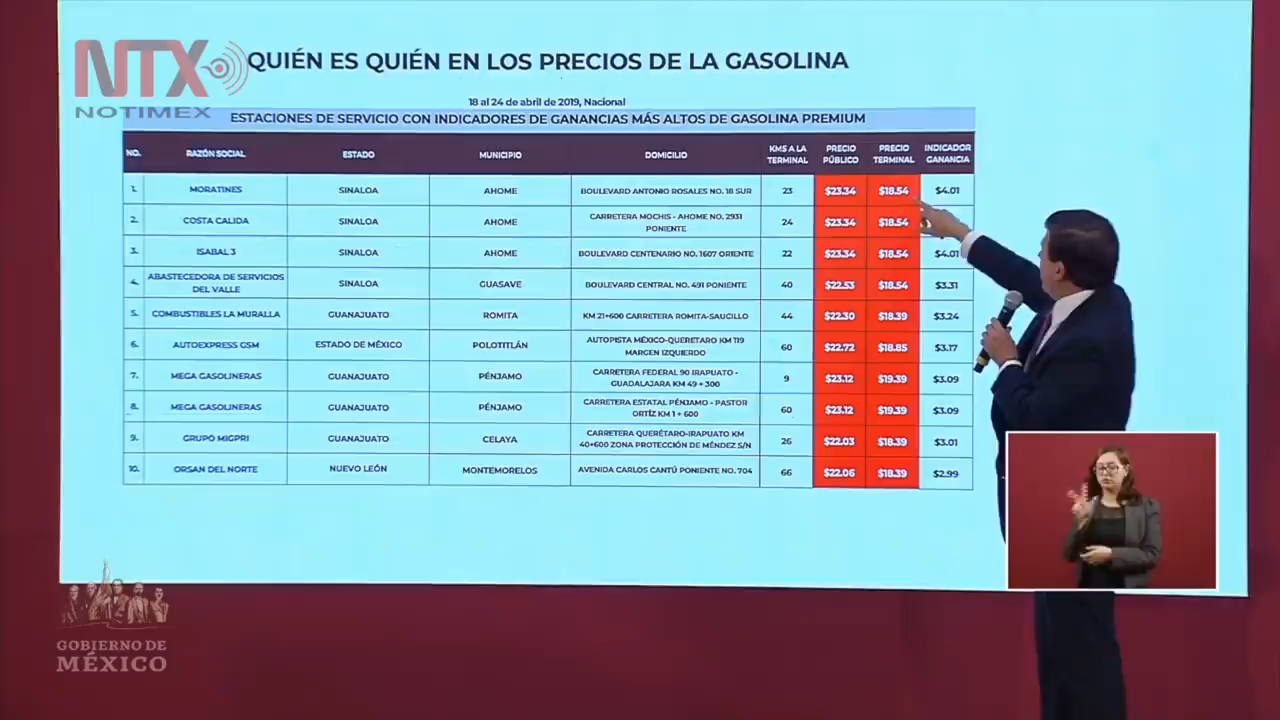 NTX
NOTIMEX
QUIÉN ES QUIÉN EN LOS PRECIOS DE LA GASOLINA
18 al 24 de abril de 2019, Nacional
ESTACIONES DE SERVICIO CON INDICADORES DE GANANCIAS MÁS ALTOS DE GASOLINA PREMIUM
NO. RAZÓN SOCIAL ESTADO MUNICIPIO DOMICILIO KMS A LA TERMINAL PRECIO PÚBLICO PRECIO TERMINAL INDICADOR GANANCIA
1. MORATINES SINALOA AHOME BOULEVARD ANTONIO ROSALES NO. 18 SUR 23 $23.34 $18.54 $4.01
2. COSTA CALIDA SINALOA AHOME CARRETERA MOCHIS - AHOME NO. 2931 PONIENTE 24 $23.34 $18.54
3. ISABAL 3 SINALOA AHOME BOULEVARD CENTENARIO NO. 1607 ORIENTE 22 $23.34 $18.54 $4.01
4. ABASTECEDORA DE SERVICIOS DEL VALLE SINALOA GUASAVE BOULEVARD CENTRAL NO. 491 PONIENTE 40 $22.53 $18.54 $3.31
5. COMBUSTIBLES LA MURALLA GUANAJUATO ROMITA KM 21+600 CARRETERA ROMITA-SAUCILLO 44 $22.30 $18.39 $3.24
6. AUTOEXPRESS GSM ESTADO DE MÉXICO POLOTITLÁN AUTOPISTA MÉXICO-QUERETARO KM 119 MARGEN IZQUIERDO 60 $22.72 $18.85 $3.17
7. MEGA GASOLINERAS GUANAJUATO PÉNJAMO CARRETERA FEDERAL 90 IRAPUATO - GUADALAJARA KM 49 + 300 9 $23.12 $19.39 $3.09
8. MEGA GASOLINERAS GUANAJUATO PÉNJAMO CARRETERA ESTATAL PÉNJAMO - PASTOR ORTÍZ KM 1 + 600 60 $23.12 $19.39 $3.09
9. GRUPO MIGPRI GUANAJUATO CELAYA CARRETERA QUERÉTARO-IRAPUATO KM 40+600 ZONA PROTECCIÓN DE MÉNDEZ S/N 26 $22.03 $18.39 $3.01
10. ORSAN DEL NORTE NUEVO LEÓN MONTEMORELOS AVENIDA CARLOS CANTÚ PONIENTE NO. 704 66 $22.06 $18.39 $2.99
GOBIERNO DE
MÉXICO